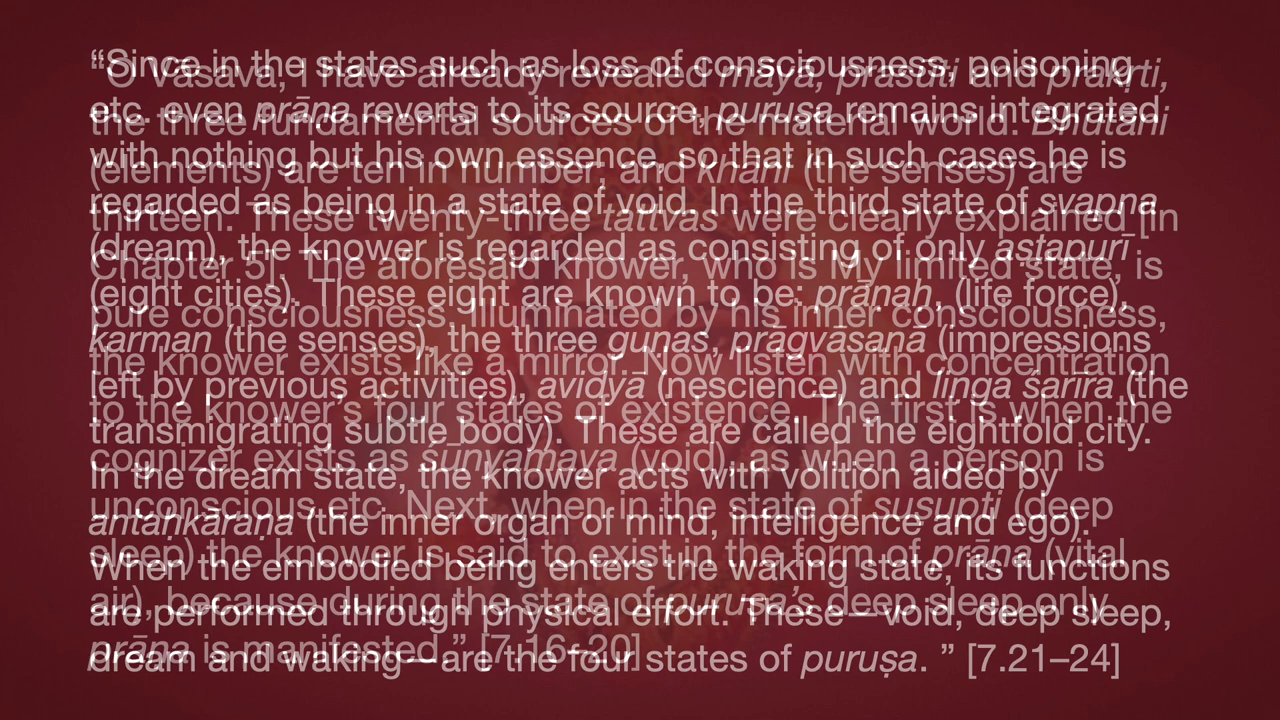 “O Vāsava, I have already revealed māyā, prasūti and prakṛti,
the three fundamental sources of the material world. Bhūtāni
(elements) are ten in number, and khāni (the senses) are
thirteen. These twenty-three tattvas were clearly explained [in
Chapter 5]. The aforesaid knower, who is My limited state, is
pure consciousness. Illuminated by his inner consciousness,
the knower exists like a mirror. Now listen with concentration
to the knower’s four states of existence. The first is when the
cognizer exists as śūnyamaya (void), as when a person is
unconscious etc. Next, when in the state of suṣupti (deep
sleep) the knower is said to exist in the form of prāṇa (vital
air), because during the state of puruṣa’s deep sleep only
prāṇa is manifested.” [7.16–20]
“Since in the states such as loss of consciousness, poisoning
etc. even prāṇa reverts to its source, puruṣa remains integrated
with nothing but his own essence, so that in such cases he is
regarded as being in a state of void. In the third state of svapna
(dream), the knower is regarded as consisting of only aṣṭapurī
(eight cities). These eight are known to be: prāṇaḥ, (life force),
karman (the senses), the three guṇas, prāgvāsanā (impressions
left by previous activities), avidyā (nescience) and liṅga śarīra (the
transmigrating subtle body). These are called the eightfold city.
In the dream state, the knower acts with volition aided by
antaḥkāraṇa (the inner organ of mind, intelligence and ego).
When the embodied being enters the waking state, its functions
are performed through physical effort. These—void, deep sleep,
dream and waking—are the four states of puruṣa. ” [7.21–24]